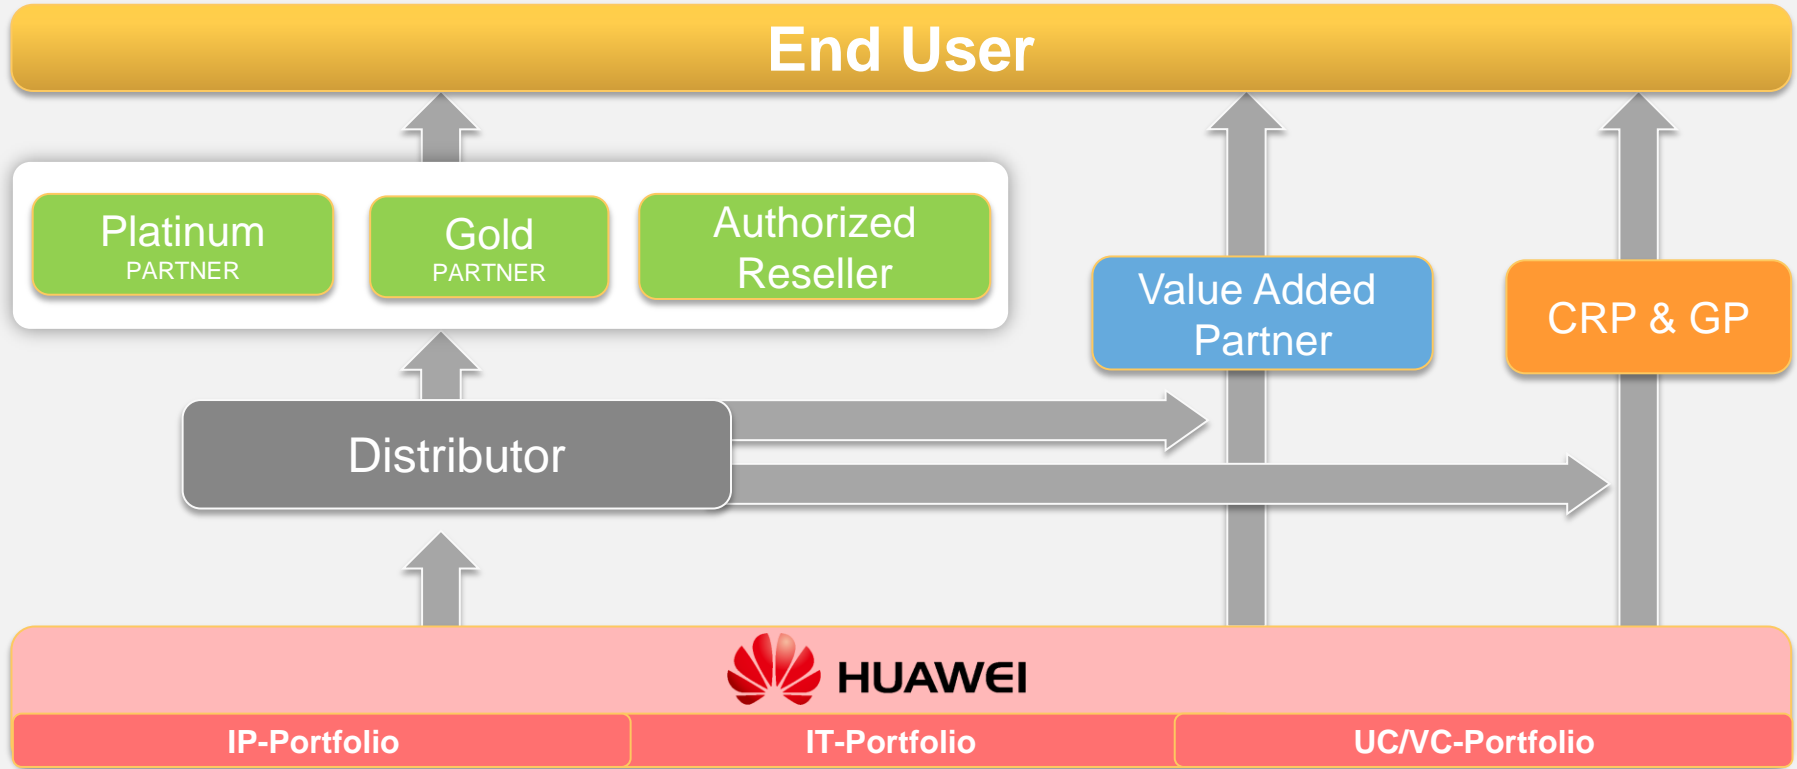 End User
Platinum
PARTNER
Gold
PARTNER
Authorized
Reseller
Value Added
Partner
CRP & GP
Distributor
HUAWEI
IP-Portfolio
IT-Portfolio
UC/VC-Portfolio